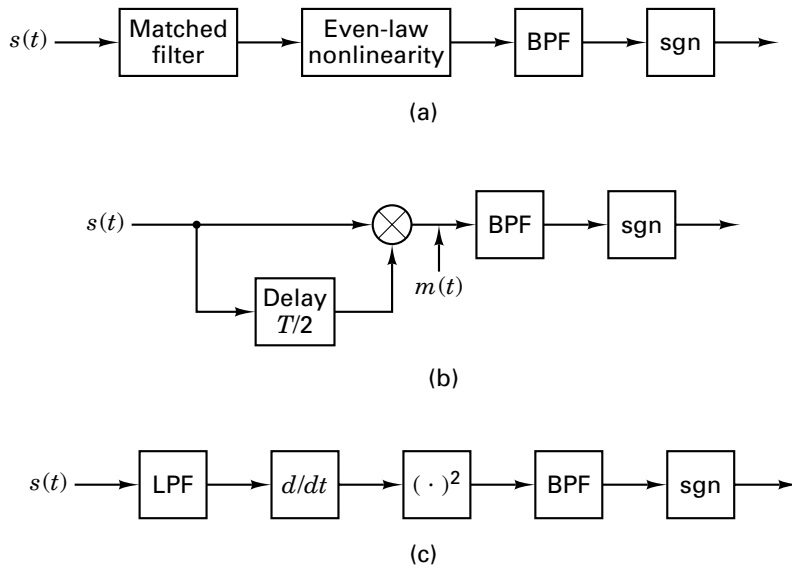 s(t)
Matched
filter
Even-law
nonlinearity
BPF
sgn
(a)
s(t)
BPF
sgn
Delay
T/2
m(t)
(b)
s(t)
LPF
d/dt
( · )²
BPF
sgn
(c)